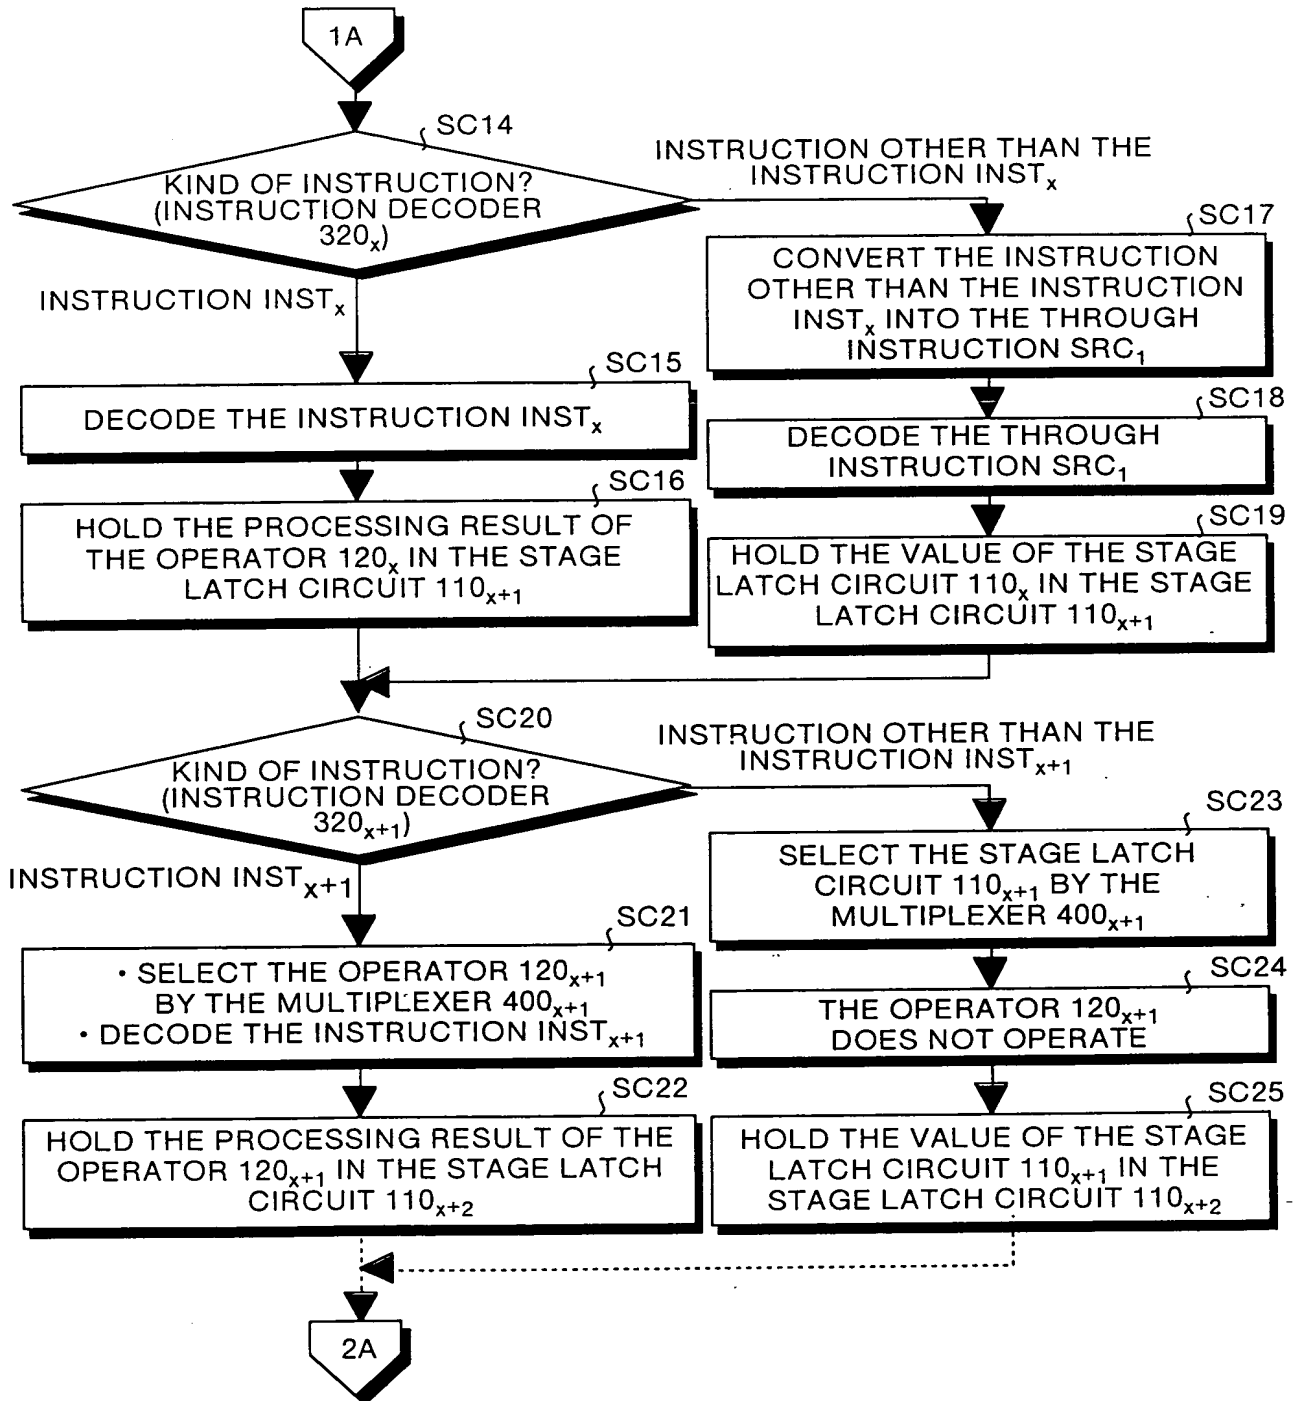 1A
SC14
KIND OF INSTRUCTION?
(INSTRUCTION DECODER
320ₓ)
INSTRUCTION OTHER THAN THE
INSTRUCTION INSTₓ
INSTRUCTION INSTₓ
SC17
CONVERT THE INSTRUCTION
OTHER THAN THE INSTRUCTION
INSTₓ INTO THE THROUGH
INSTRUCTION SRC₁
SC15
DECODE THE INSTRUCTION INSTₓ
SC18
DECODE THE THROUGH
INSTRUCTION SRC₁
SC16
HOLD THE PROCESSING RESULT OF
THE OPERATOR 120ₓ IN THE STAGE
LATCH CIRCUIT 110ₓ₊₁
SC19
HOLD THE VALUE OF THE STAGE
LATCH CIRCUIT 110ₓ IN THE STAGE
LATCH CIRCUIT 110ₓ₊₁
SC20
KIND OF INSTRUCTION?
(INSTRUCTION DECODER
320ₓ₊₁)
INSTRUCTION OTHER THAN THE
INSTRUCTION INSTₓ₊₁
INSTRUCTION INSTₓ₊₁
SC23
SELECT THE STAGE LATCH
CIRCUIT 110ₓ₊₁ BY THE
MULTIPLEXER 400ₓ₊₁
SC21
• SELECT THE OPERATOR 120ₓ₊₁
BY THE MULTIPLEXER 400ₓ₊₁
• DECODE THE INSTRUCTION INSTₓ₊₁
SC24
THE OPERATOR 120ₓ₊₁
DOES NOT OPERATE
SC22
HOLD THE PROCESSING RESULT OF THE
OPERATOR 120ₓ₊₁ IN THE STAGE LATCH
CIRCUIT 110ₓ₊₂
SC25
HOLD THE VALUE OF THE STAGE
LATCH CIRCUIT 110ₓ₊₁ IN THE
STAGE LATCH CIRCUIT 110ₓ₊₂
2A